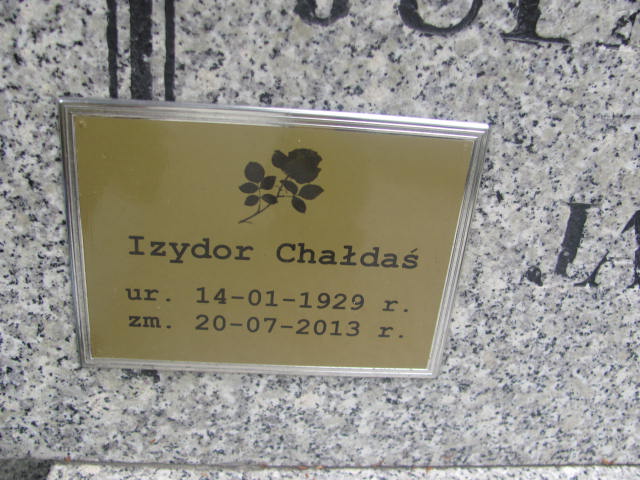 Izydor Chałdaś
ur. 14-01-1929 r.
zm. 20-07-2013 r.